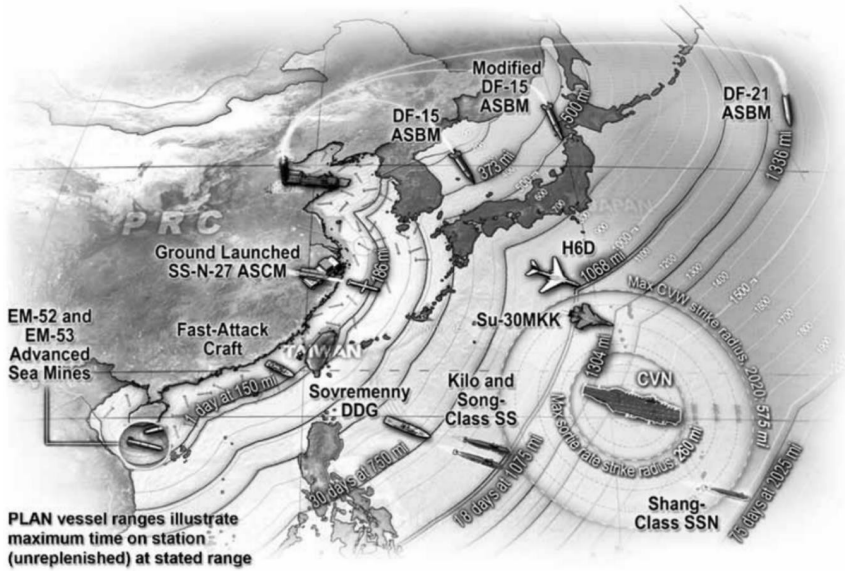 Modified
DF-15
ASBM
DF-15
ASBM
DF-21
ASBM
500 mi
373 mi
1336 mi
PRC
JAPAN
Ground Launched
SS-N-27 ASCM
186 mi
H6D
1068 mi
EM-52 and
EM-53
Advanced
Sea Mines
Fast-Attack
Craft
TAIWAN
11 day at 150 mi
Su-30MKK
1304 mi
Max CVW strike radius, 2020: 575 mi
CVN
Max sortie rate strike radius 260 mi
Sovremenny
DDG
Kilo and
Song-
Class SS
30 days at 750 mi
18 days at 1075 mi
Shang-
Class SSN
75 days at 2025 mi
PLAN vessel ranges illustrate
maximum time on station
(unreplenished) at stated range